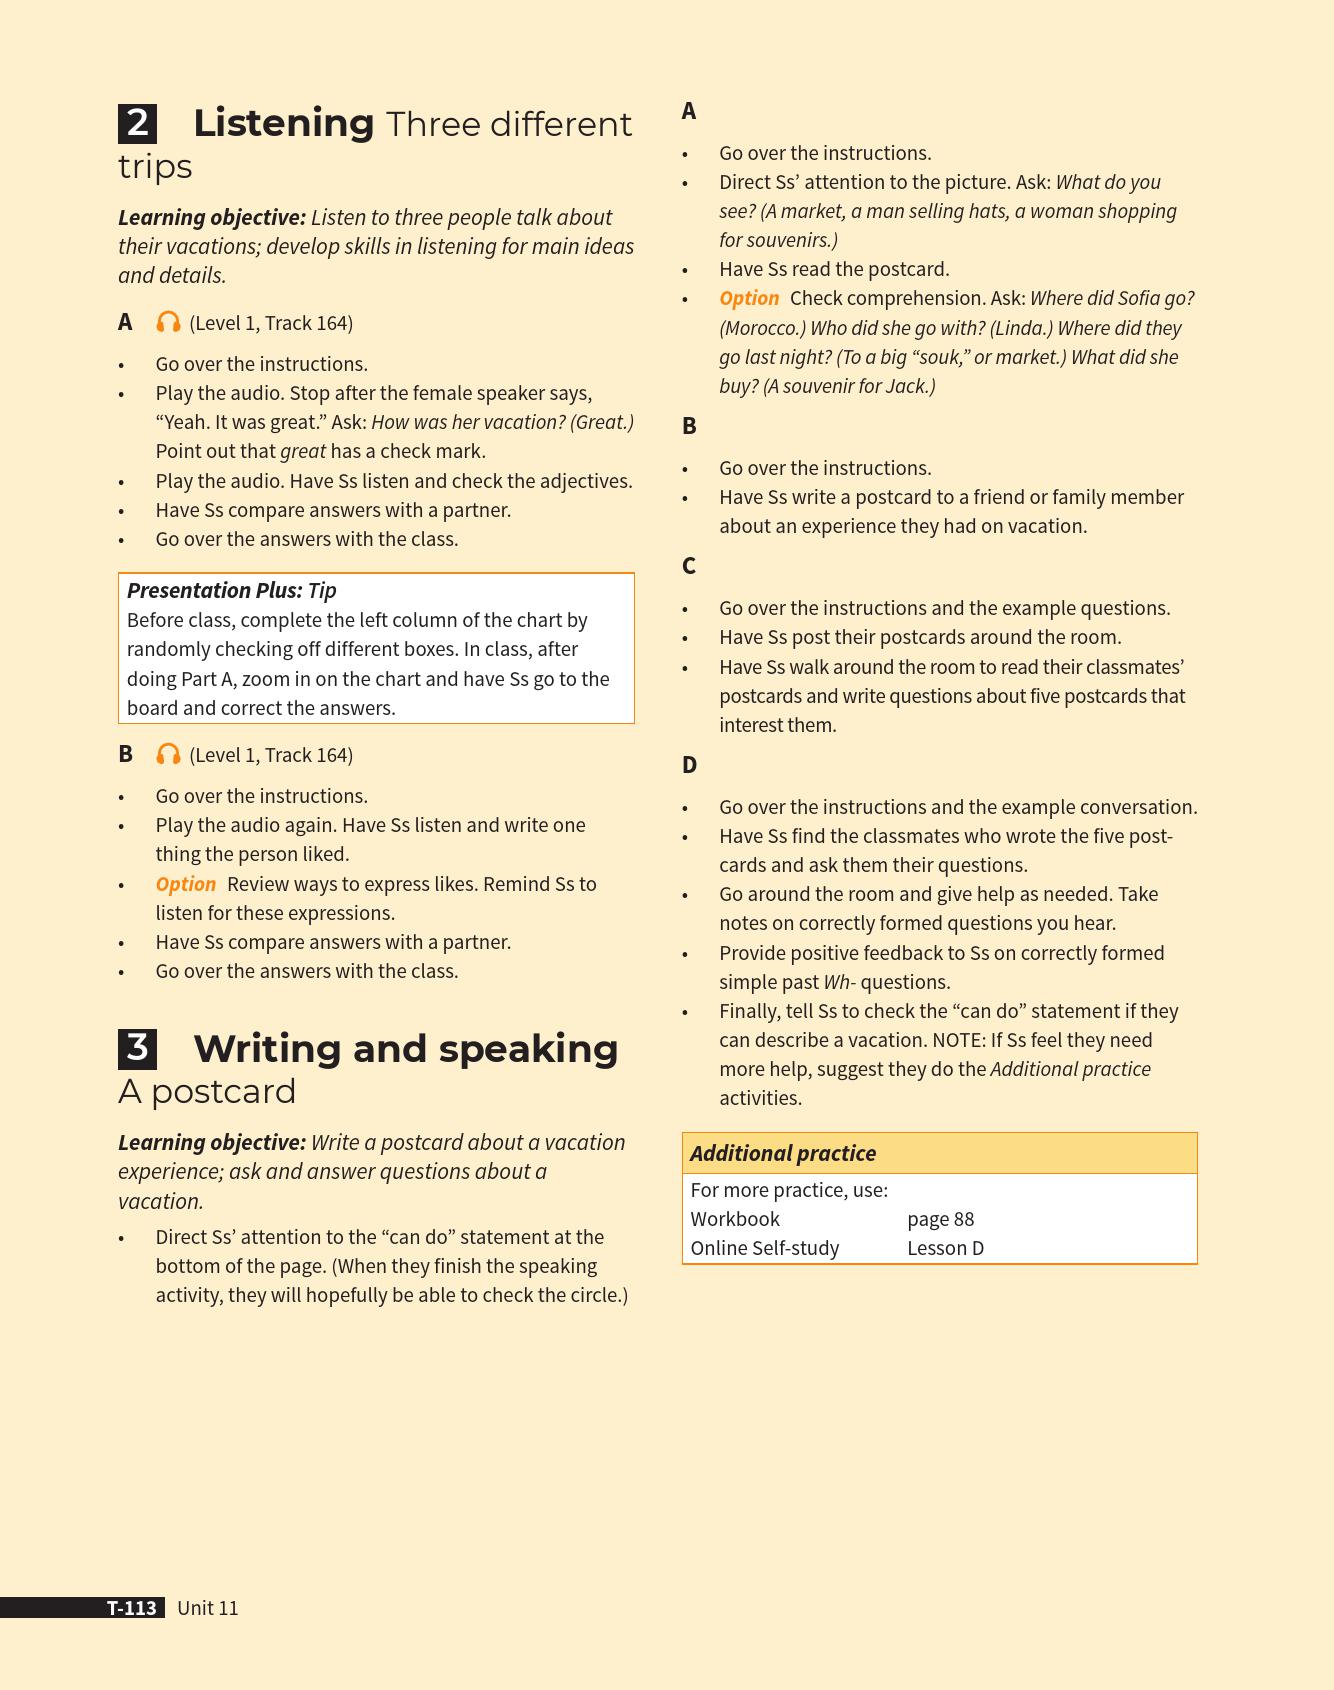 2 Listening Three different
trips
Learning objective: Listen to three people talk about
their vacations; develop skills in listening for main ideas
and details.
A (Level 1, Track 164)
• Go over the instructions.
• Play the audio. Stop after the female speaker says,
“Yeah. It was great.” Ask: How was her vacation? (Great.)
Point out that great has a check mark.
• Play the audio. Have Ss listen and check the adjectives.
• Have Ss compare answers with a partner.
• Go over the answers with the class.
Presentation Plus: Tip
Before class, complete the left column of the chart by
randomly checking off different boxes. In class, after
doing Part A, zoom in on the chart and have Ss go to the
board and correct the answers.
B (Level 1, Track 164)
• Go over the instructions.
• Play the audio again. Have Ss listen and write one
thing the person liked.
• Option Review ways to express likes. Remind Ss to
listen for these expressions.
• Have Ss compare answers with a partner.
• Go over the answers with the class.
3 Writing and speaking
A postcard
Learning objective: Write a postcard about a vacation
experience; ask and answer questions about a
vacation.
• Direct Ss’ attention to the “can do” statement at the
bottom of the page. (When they finish the speaking
activity, they will hopefully be able to check the circle.)
A
• Go over the instructions.
• Direct Ss’ attention to the picture. Ask: What do you
see? (A market, a man selling hats, a woman shopping
for souvenirs.)
• Have Ss read the postcard.
• Option Check comprehension. Ask: Where did Sofia go?
(Morocco.) Who did she go with? (Linda.) Where did they
go last night? (To a big “souk,” or market.) What did she
buy? (A souvenir for Jack.)
B
• Go over the instructions.
• Have Ss write a postcard to a friend or family member
about an experience they had on vacation.
C
• Go over the instructions and the example questions.
• Have Ss post their postcards around the room.
• Have Ss walk around the room to read their classmates’
postcards and write questions about five postcards that
interest them.
D
• Go over the instructions and the example conversation.
• Have Ss find the classmates who wrote the five post-
cards and ask them their questions.
• Go around the room and give help as needed. Take
notes on correctly formed questions you hear.
• Provide positive feedback to Ss on correctly formed
simple past Wh- questions.
• Finally, tell Ss to check the “can do” statement if they
can describe a vacation. NOTE: If Ss feel they need
more help, suggest they do the Additional practice
activities.
Additional practice
For more practice, use:
Workbook page 88
Online Self-study Lesson D
T-113 Unit 11